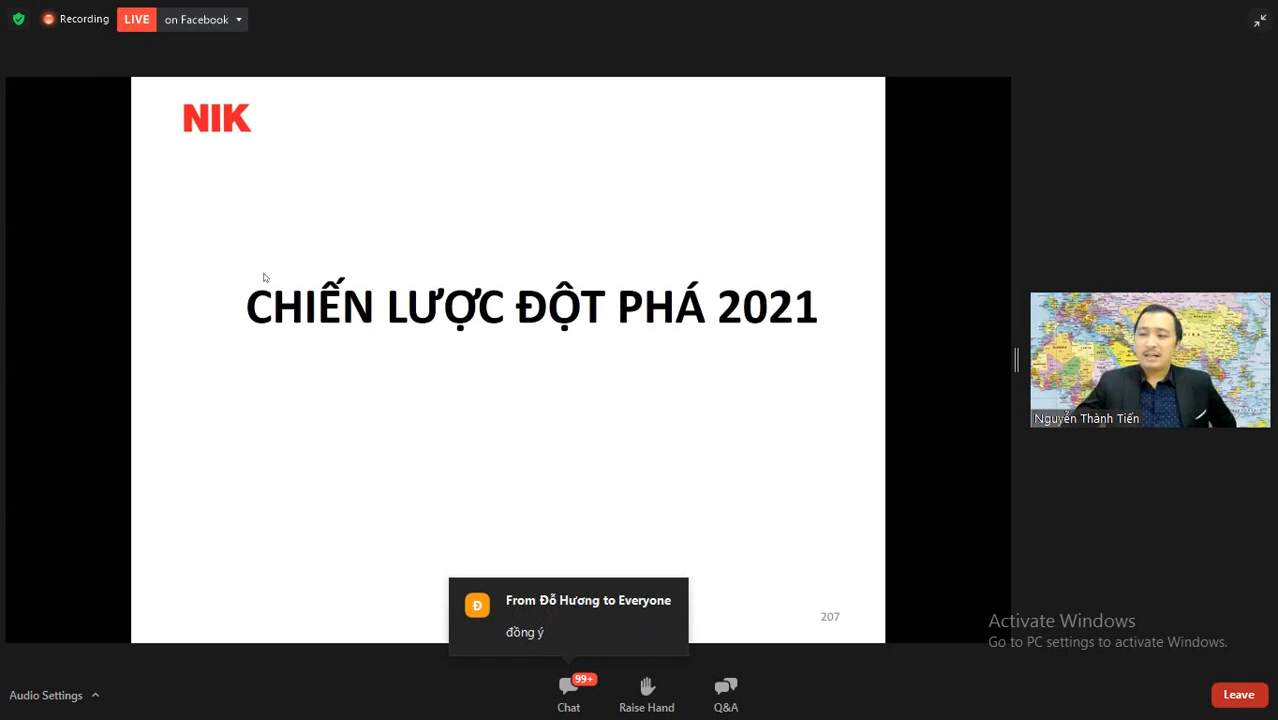 Recording
LIVE on Facebook
NIK
CHIẾN LƯỢC ĐỘT PHÁ 2021
Nguyễn Thành Tiến
Đ
From Đỗ Hương to Everyone
đồng ý
207
Activate Windows
Go to PC settings to activate Windows.
Audio Settings
99+
Chat
Raise Hand
Q&A
Leave